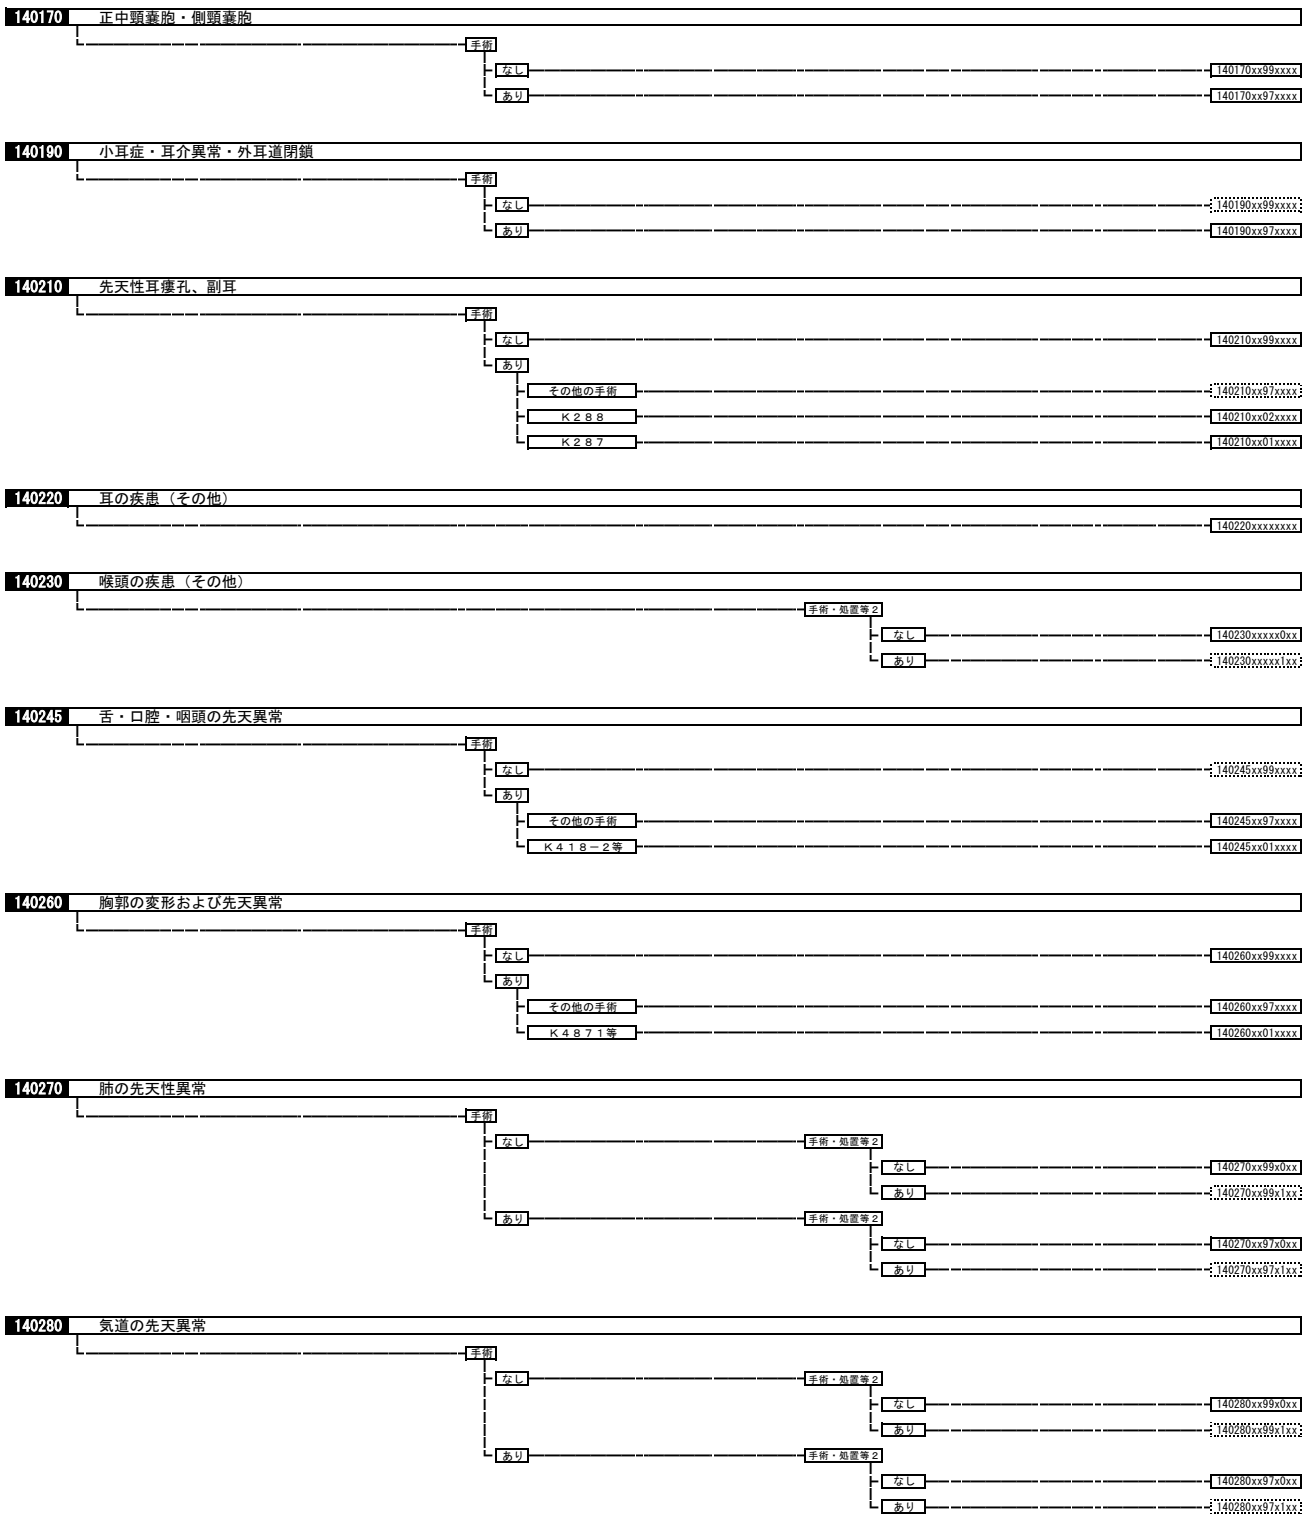 140170 正中頸嚢胞・側頸嚢胞
手術
なし 140170xx99xxxx
あり 140170xx97xxxx
140190 小耳症・耳介異常・外耳道閉鎖
手術
なし 140190xx99xxxx
あり 140190xx97xxxx
140210 先天性耳瘻孔、副耳
手術
なし 140210xx99xxxx
あり
その他の手術 140210xx97xxxx
K288 140210xx02xxxx
K287 140210xx01xxxx
140220 耳の疾患（その他）
140220xxxxxxxx
140230 喉頭の疾患（その他）
手術・処置等2
なし 140230xxxxx0xx
あり 140230xxxxx1xx
140245 舌・口腔・咽頭の先天異常
手術
なし 140245xx99xxxx
あり
その他の手術 140245xx97xxxx
K418－2等 140245xx01xxxx
140260 胸郭の変形および先天異常
手術
なし 140260xx99xxxx
あり
その他の手術 140260xx97xxxx
K4871等 140260xx01xxxx
140270 肺の先天性異常
手術
なし 手術・処置等2
なし 140270xx99x0xx
あり 140270xx99x1xx
あり 手術・処置等2
なし 140270xx97x0xx
あり 140270xx97x1xx
140280 気道の先天異常
手術
なし 手術・処置等2
なし 140280xx99x0xx
あり 140280xx99x1xx
あり 手術・処置等2
なし 140280xx97x0xx
あり 140280xx97x1xx